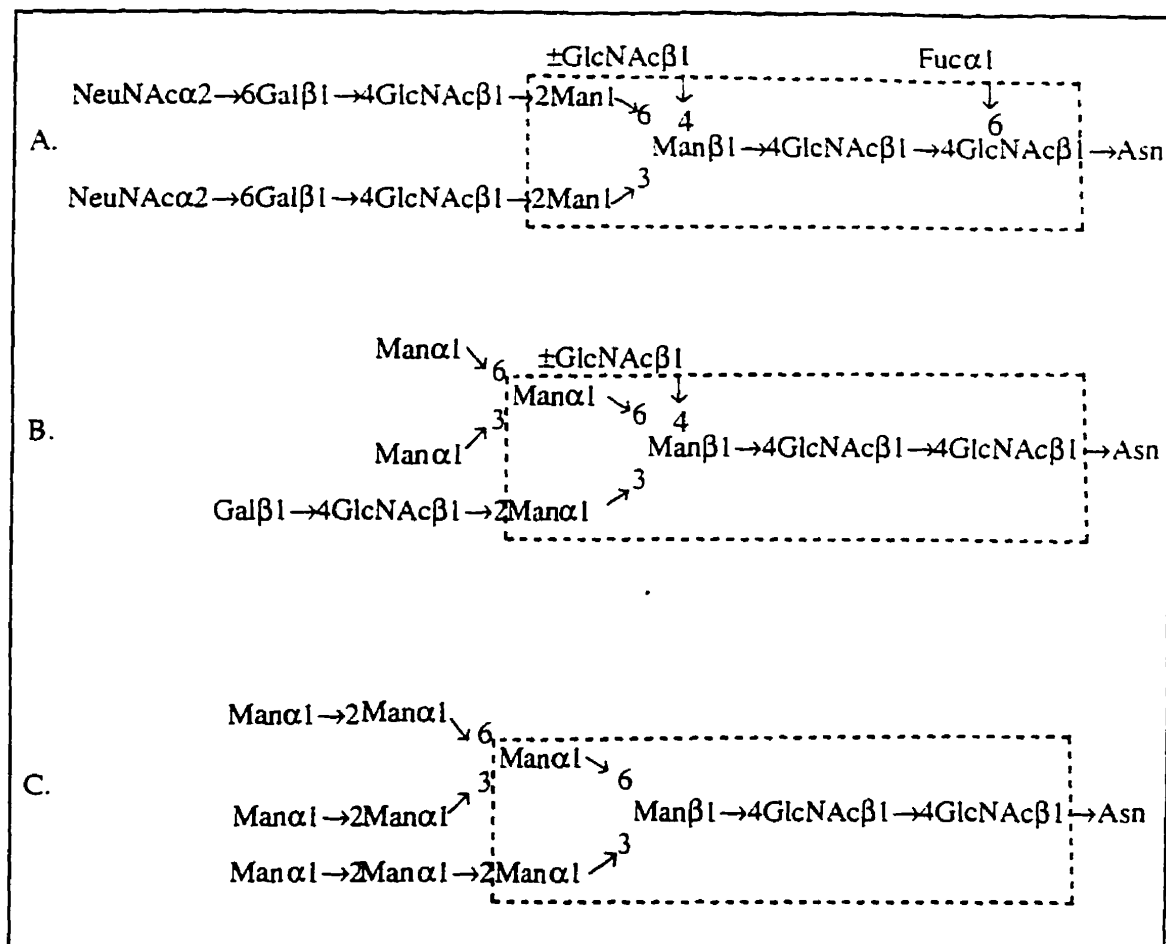 ±GlcNAcβ1 Fucα1
NeuNAcα2→6Galβ1→4GlcNAcβ1→2Man1↘6 ↓4 ↓6
A. Manβ1→4GlcNAcβ1→4GlcNAcβ1→Asn
NeuNAcα2→6Galβ1→4GlcNAcβ1→2Man1↗3
Manα1↘6 ±GlcNAcβ1
Manα1↘6 ↓4
B. Manα1↗3 Manβ1→4GlcNAcβ1→4GlcNAcβ1→Asn
Galβ1→4GlcNAcβ1→2Manα1↗3
Manα1→2Manα1↘6
Manα1↘6
C. Manα1→2Manα1↗3 Manβ1→4GlcNAcβ1→4GlcNAcβ1→Asn
Manα1→2Manα1→2Manα1↗3